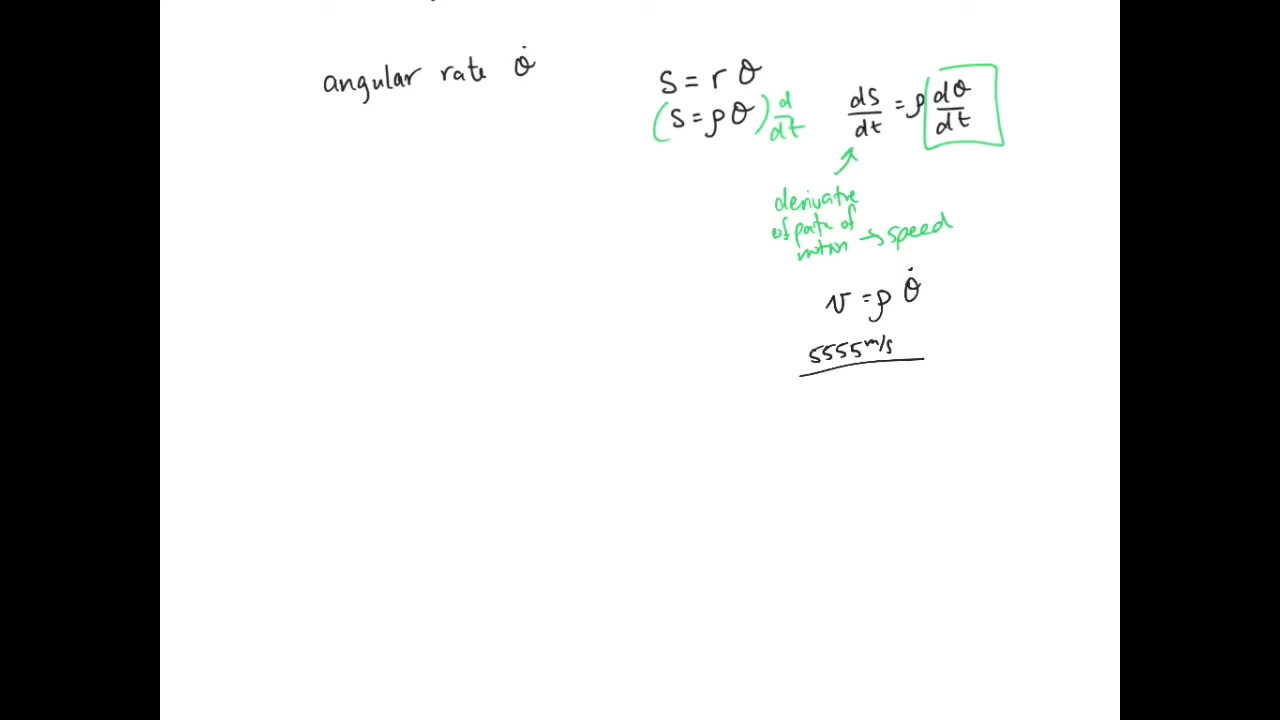 angular rate θ̇
s = r θ
(s = ρ θ) d/dt
ds/dt = ρ dθ/dt
derivative
of path of
motion → speed
v = ρ θ̇
5555 m/s